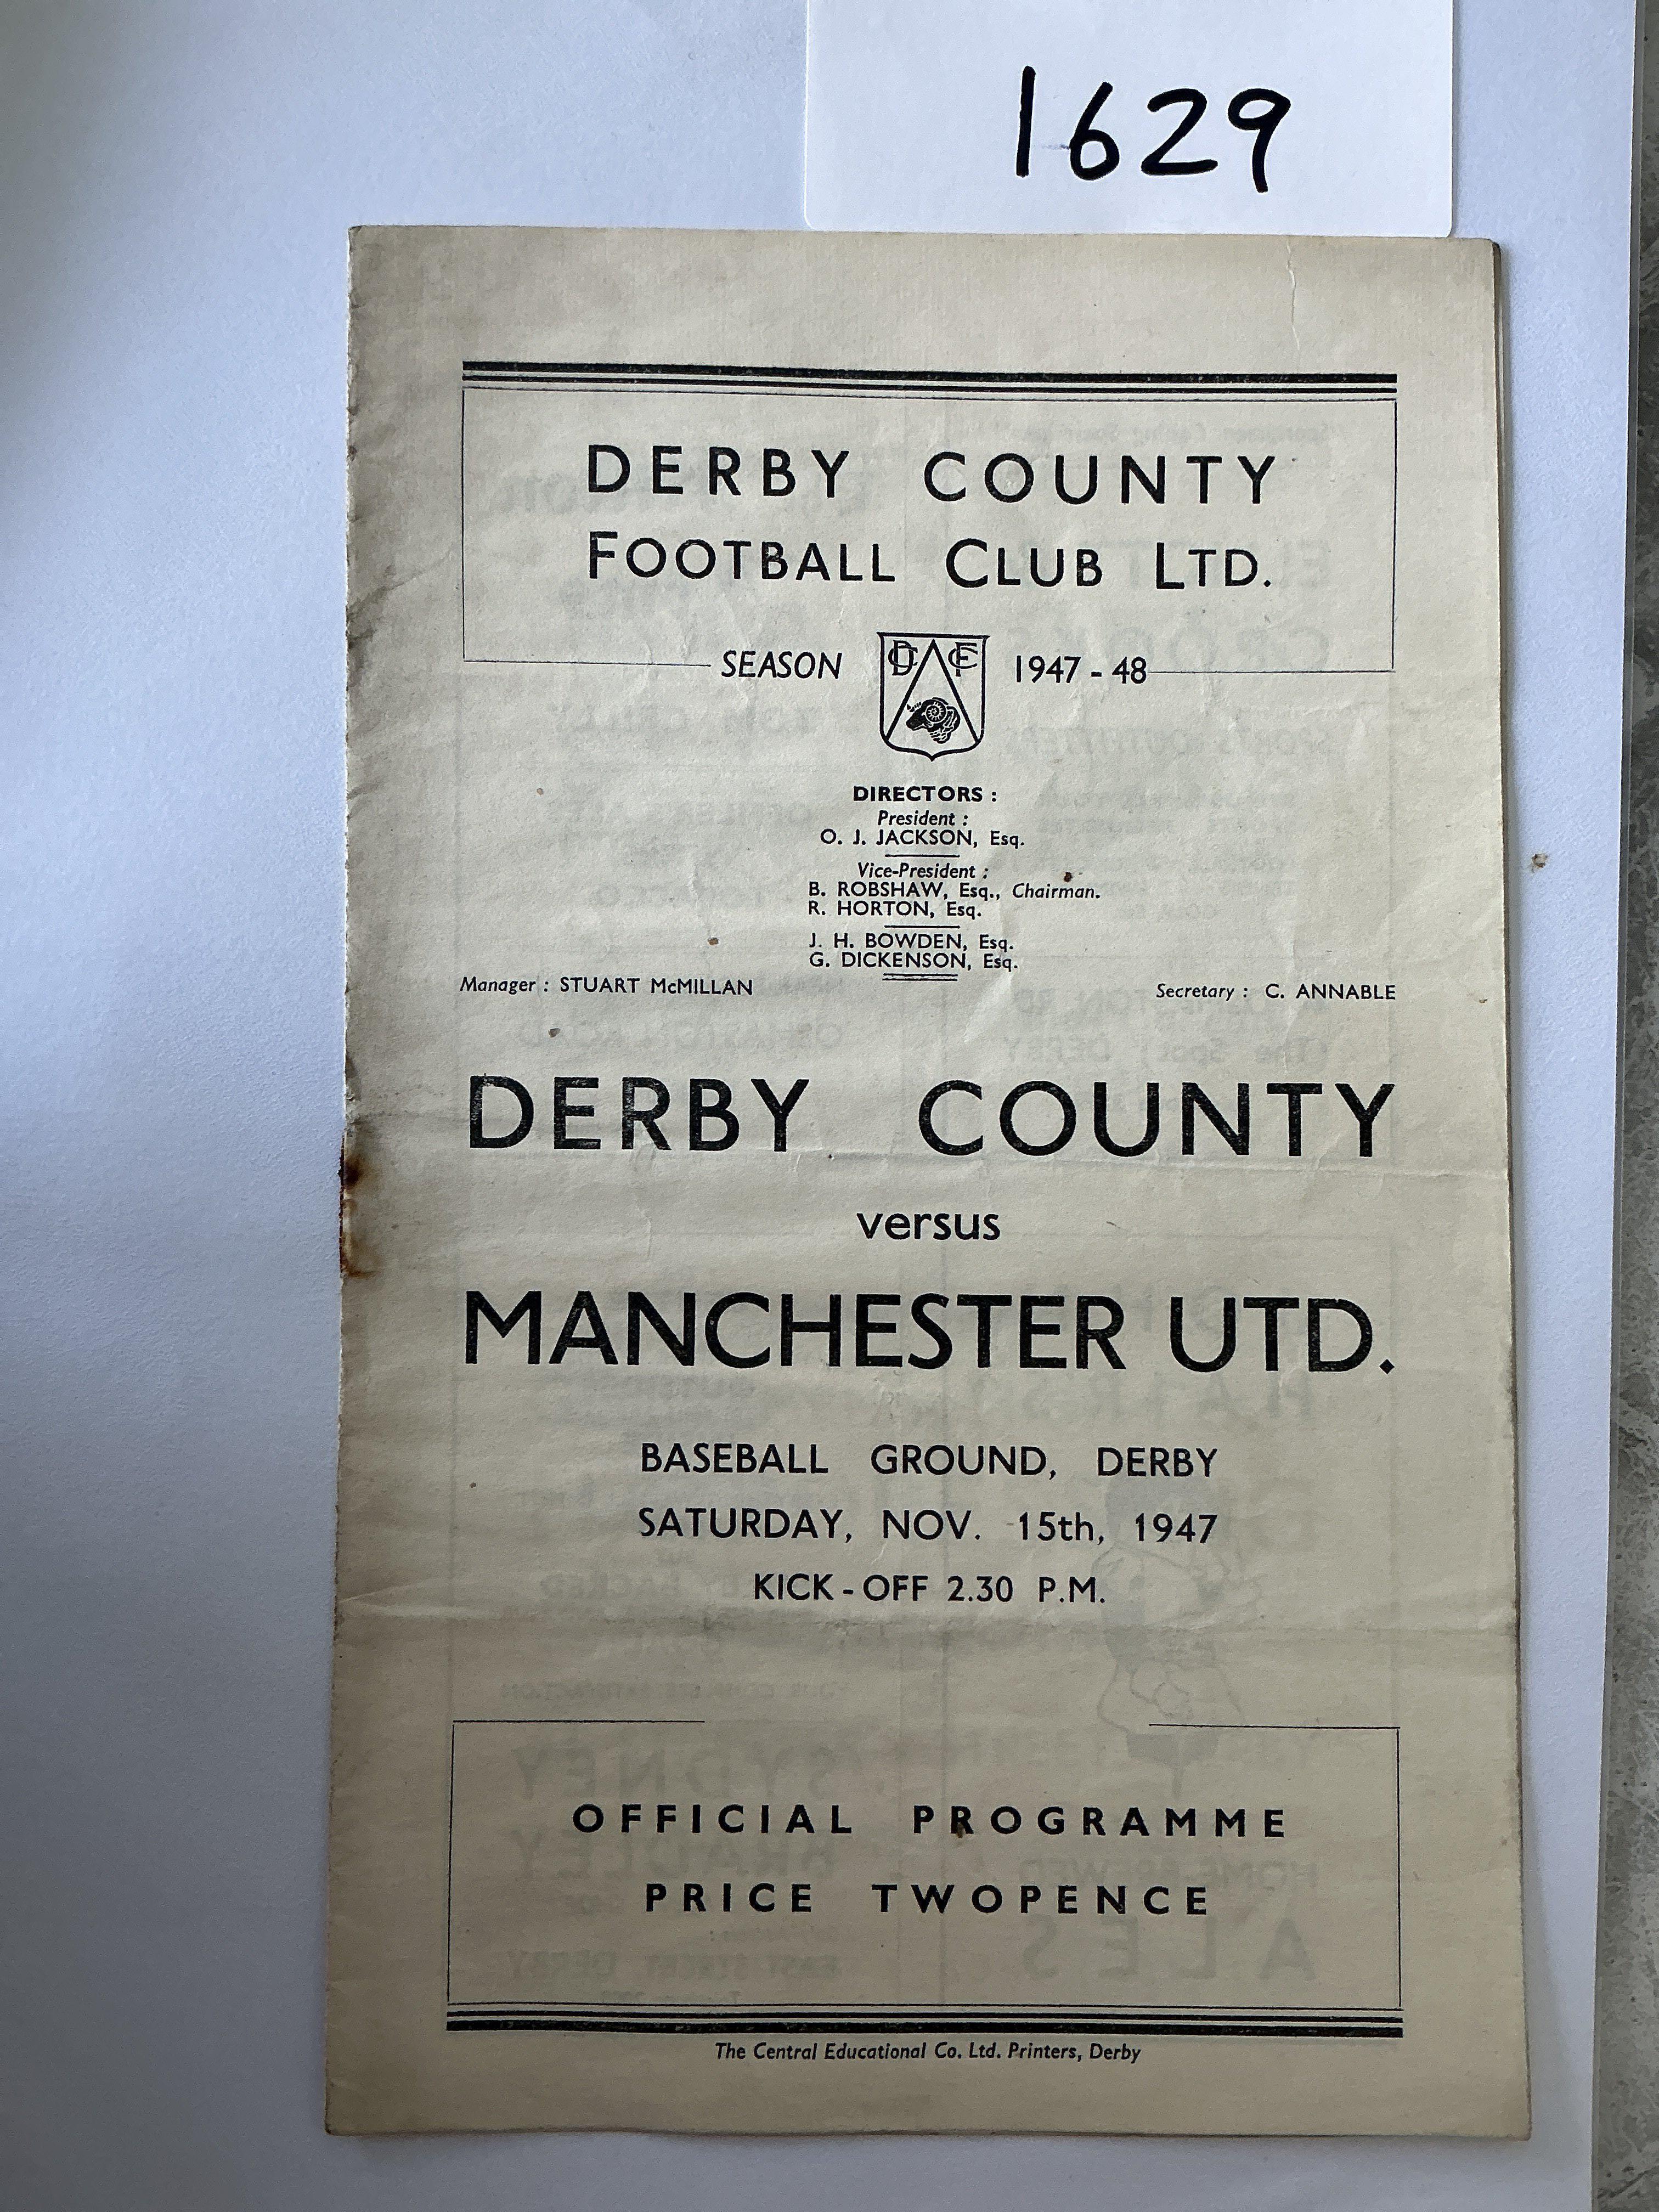 1629
DERBY COUNTY
FOOTBALL CLUB LTD.
SEASON DCFC 1947 - 48
DIRECTORS :
President :
O. J. JACKSON, Esq.
Vice-President :
B. ROBSHAW, Esq., Chairman.
R. HORTON, Esq.
J. H. BOWDEN, Esq.
G. DICKENSON, Esq.
Manager : STUART McMILLAN Secretary : C. ANNABLE
DERBY COUNTY
versus
MANCHESTER UTD.
BASEBALL GROUND, DERBY
SATURDAY, NOV. 15th, 1947
KICK - OFF 2.30 P.M.
OFFICIAL PROGRAMME
PRICE TWOPENCE
The Central Educational Co. Ltd. Printers, Derby